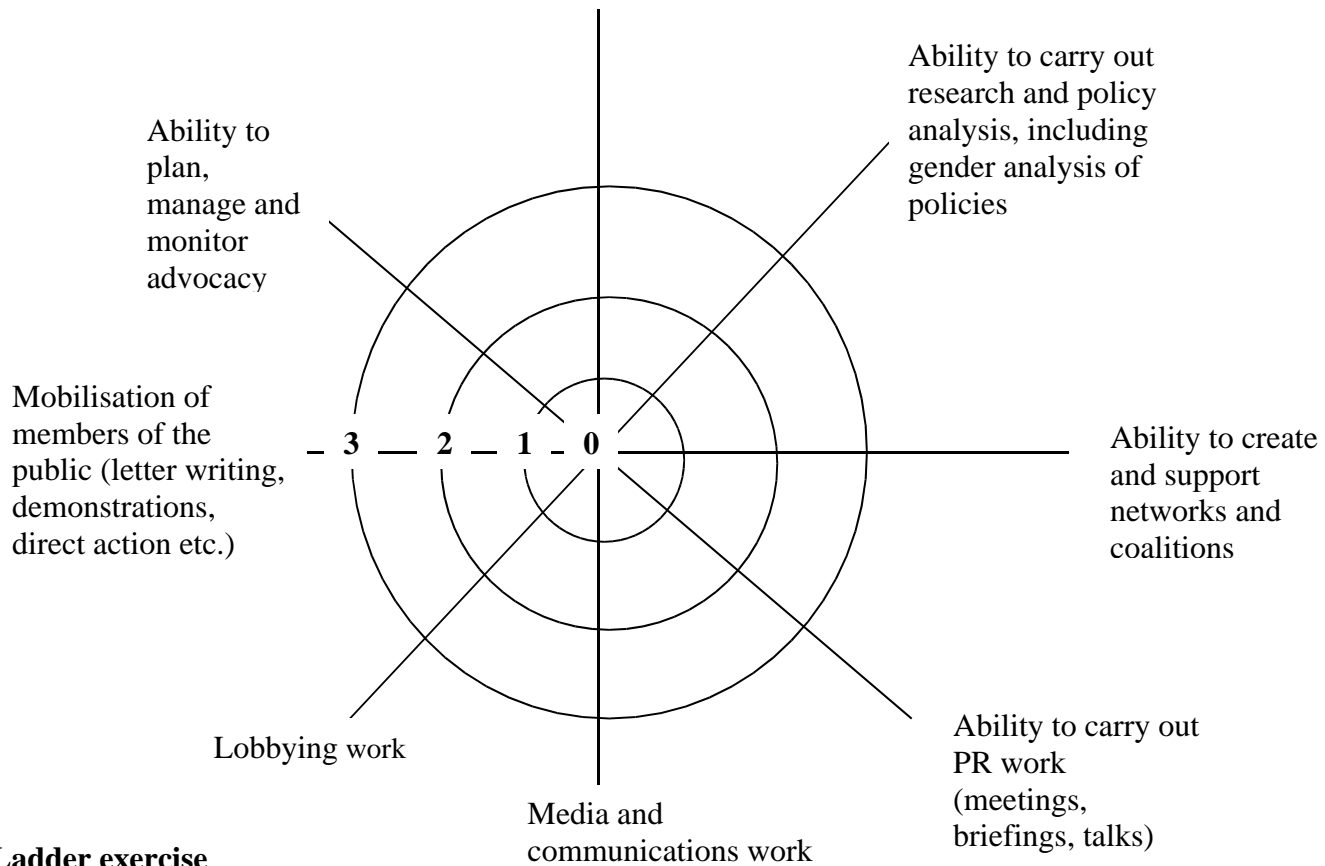 Ability to carry out
research and policy
analysis, including
gender analysis of
policies
Ability to
plan,
manage and
monitor
advocacy
Mobilisation of
members of the
public (letter writing,
demonstrations,
direct action etc.)
3 2 1 0
Ability to create
and support
networks and
coalitions
Lobbying work
Ability to carry out
PR work
(meetings,
briefings, talks)
Media and
communications work
Ladder exercise